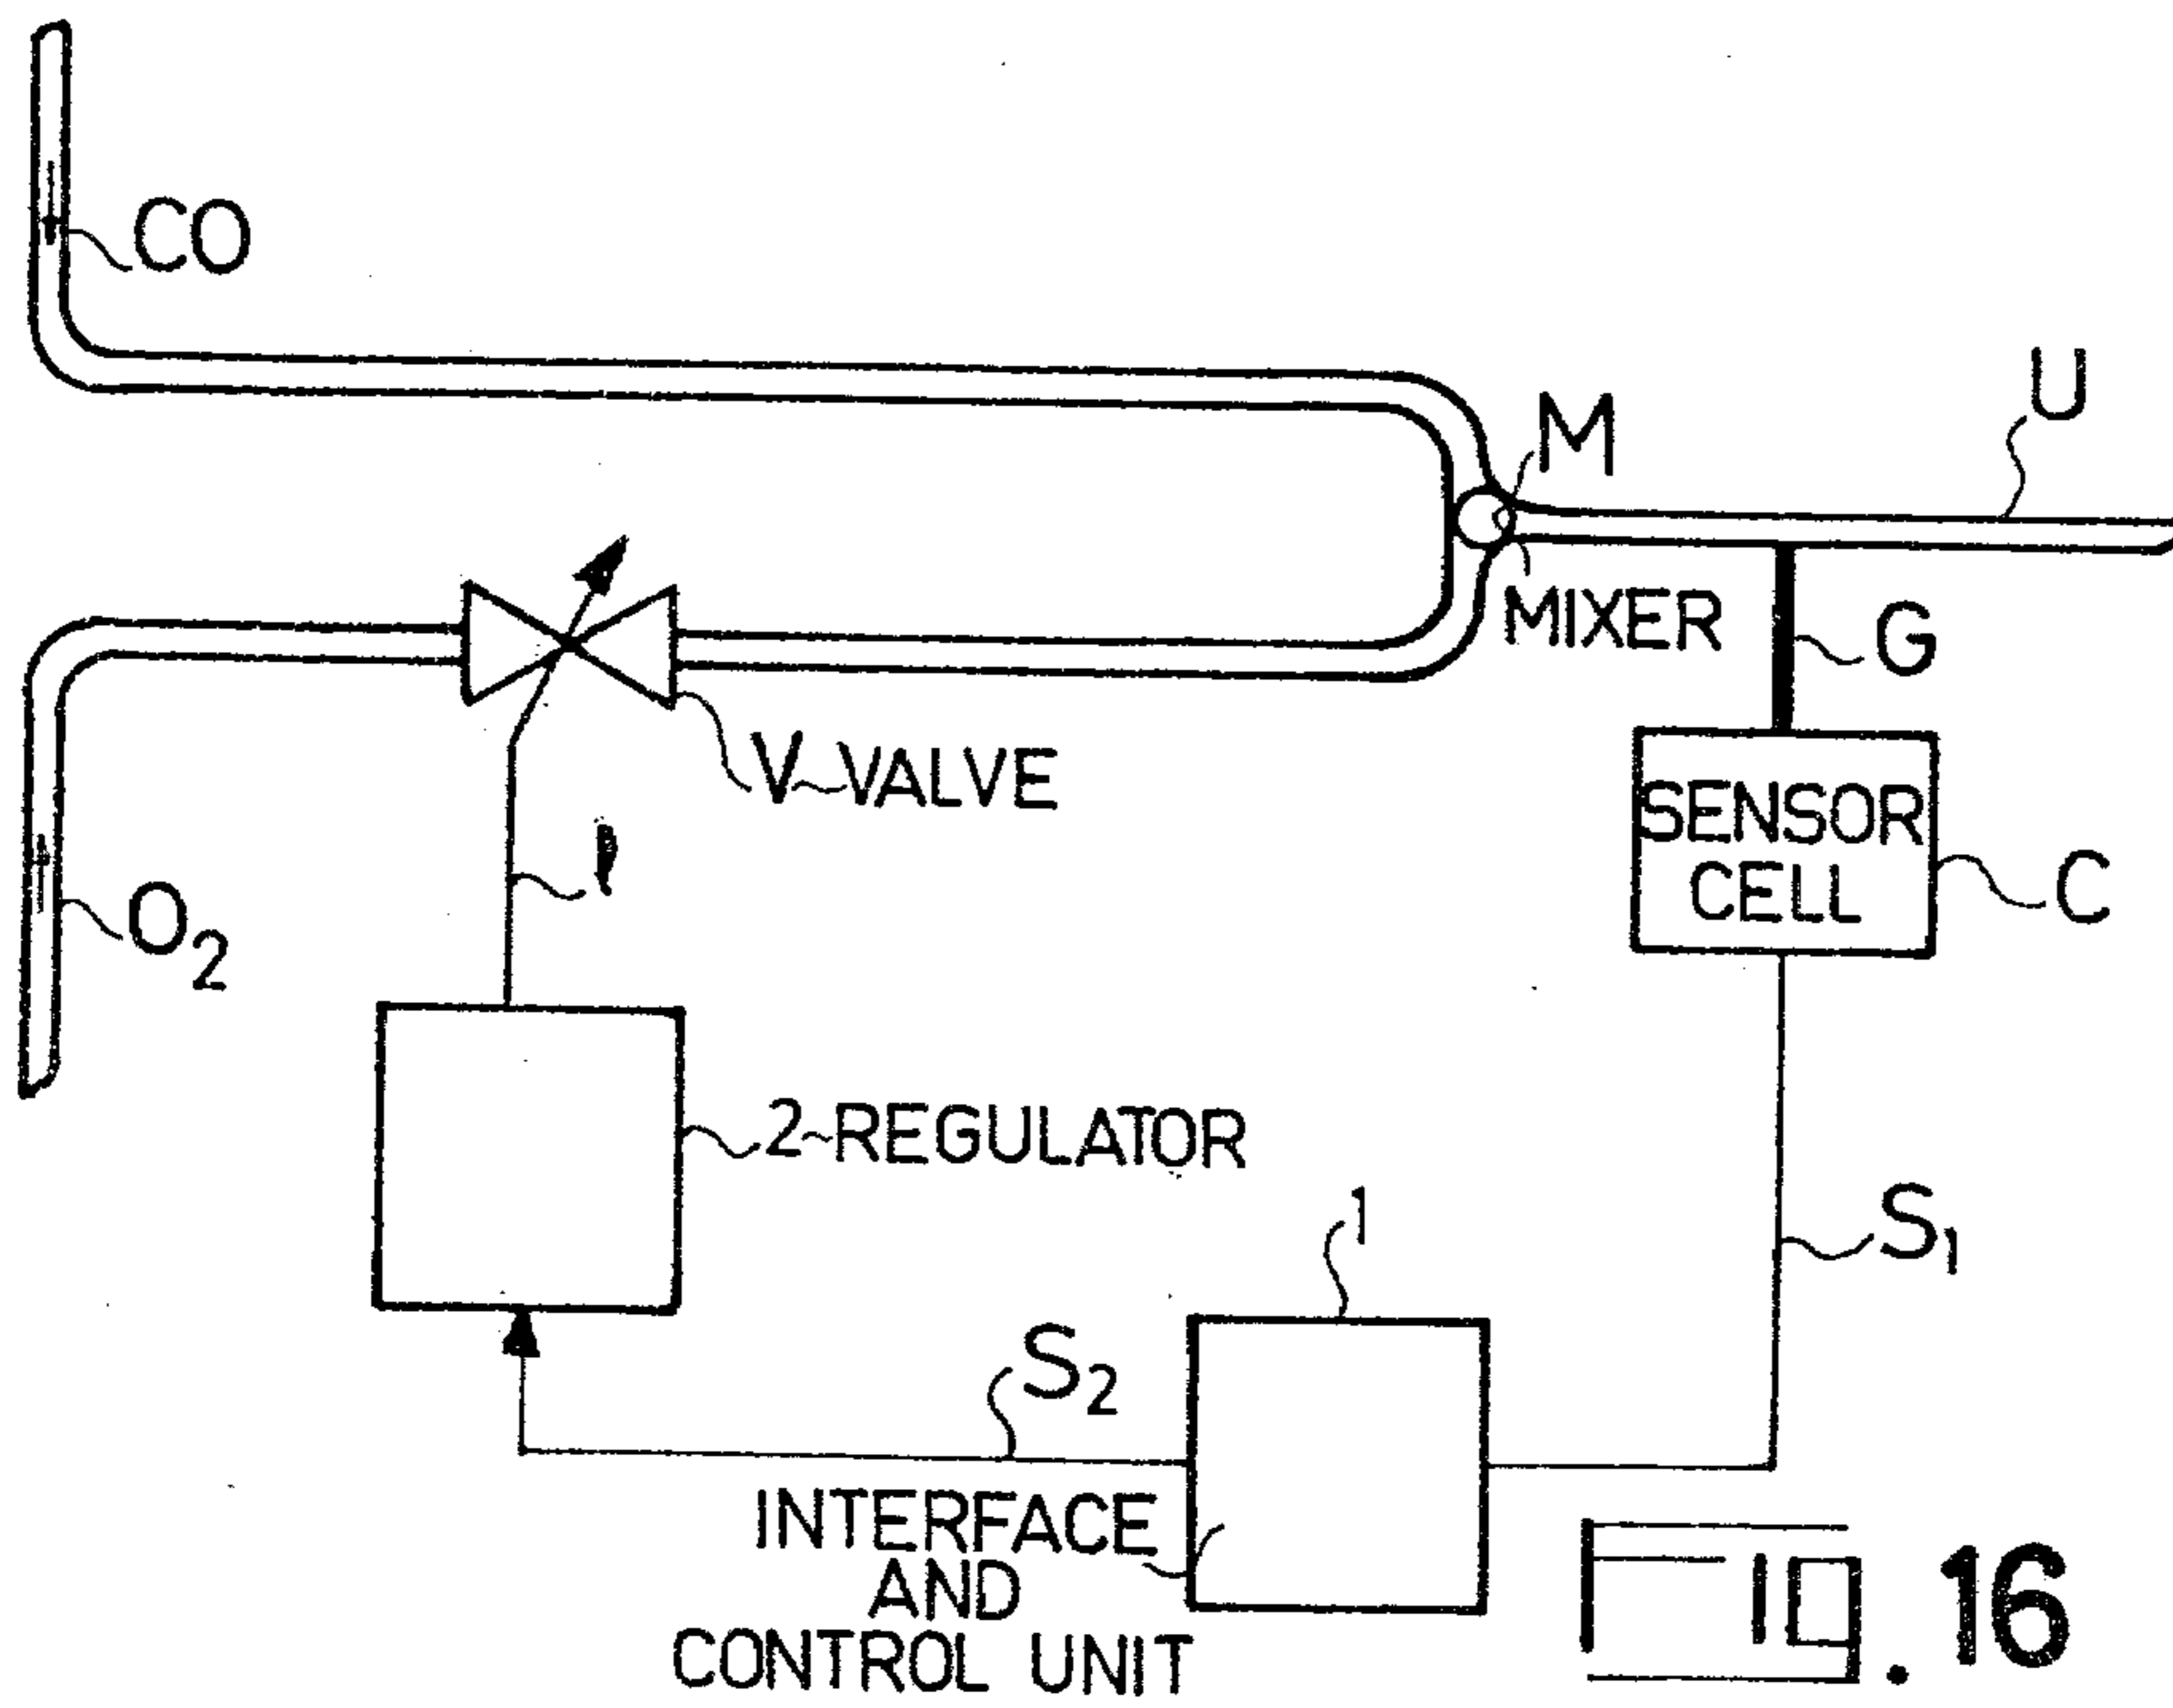 CO
U
M
MIXER
G
V~VALVE
SENSOR
CELL
C
O₂
2~REGULATOR
1
S₁
S₂
INTERFACE
AND
CONTROL UNIT
Fig. 16